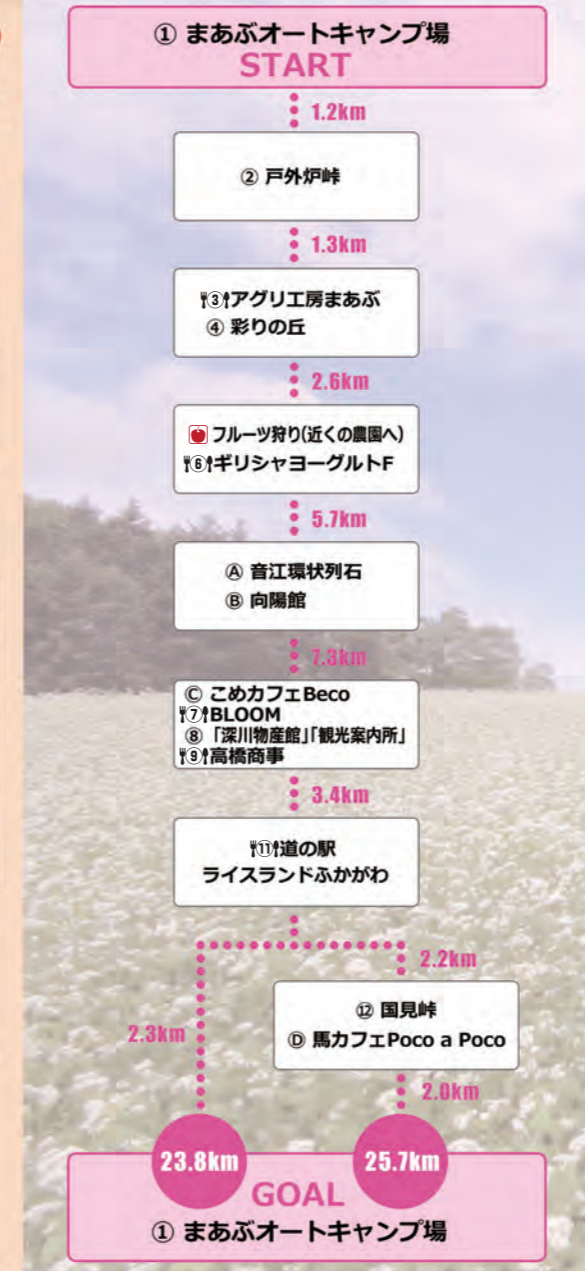 ① まあぶオートキャンプ場
START
1.2km
② 戸外炉峠
1.3km
③アグリ工房まあぶ
④ 彩りの丘
2.6km
フルーツ狩り(近くの農園へ)
⑥ギリシャヨーグルトF
5.7km
Ⓐ 音江環状列石
Ⓑ 向陽館
7.3km
Ⓒ こめカフェBeco
⑦BLOOM
⑧「深川物産館」「観光案内所」
⑨高橋商事
3.4km
⑪道の駅
ライスランドふかがわ
2.2km
⑫ 国見峠
Ⓓ 馬カフェPoco a Poco
2.3km
2.0km
23.8km
25.7km
GOAL
① まあぶオートキャンプ場